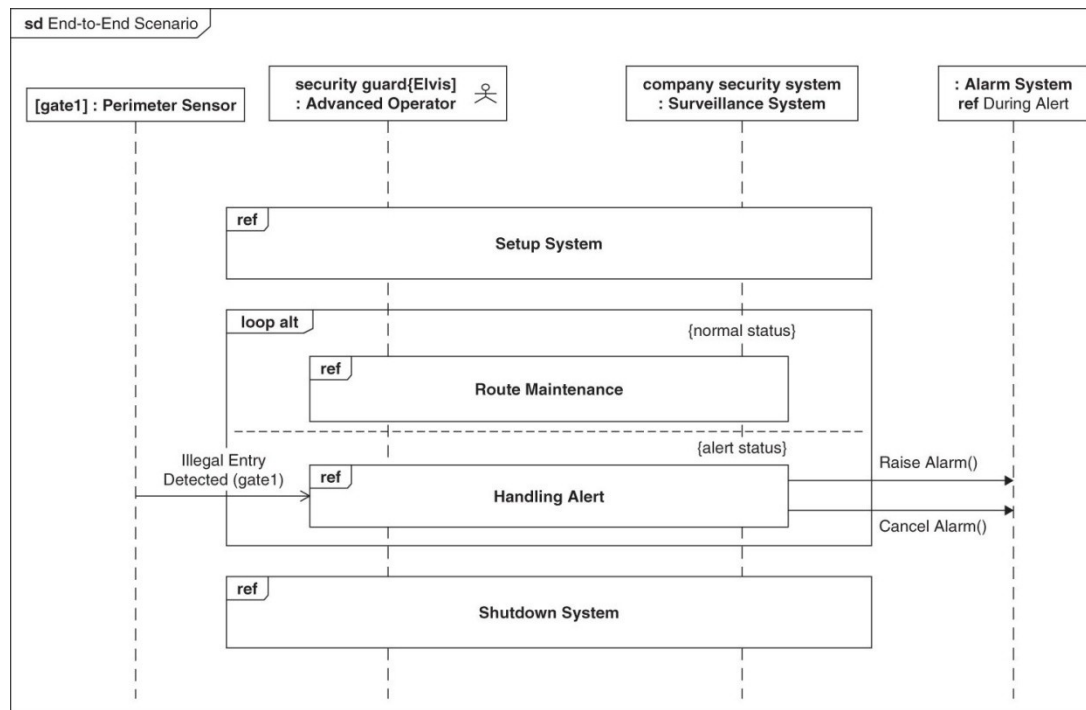 sd End-to-End Scenario
[gate1] : Perimeter Sensor
security guard{Elvis]
: Advanced Operator
company security system
: Surveillance System
: Alarm System
ref During Alert
ref
Setup System
loop alt
{normal status}
ref
Route Maintenance
{alert status}
Illegal Entry
Detected (gate1)
ref
Handling Alert
Raise Alarm()
Cancel Alarm()
ref
Shutdown System